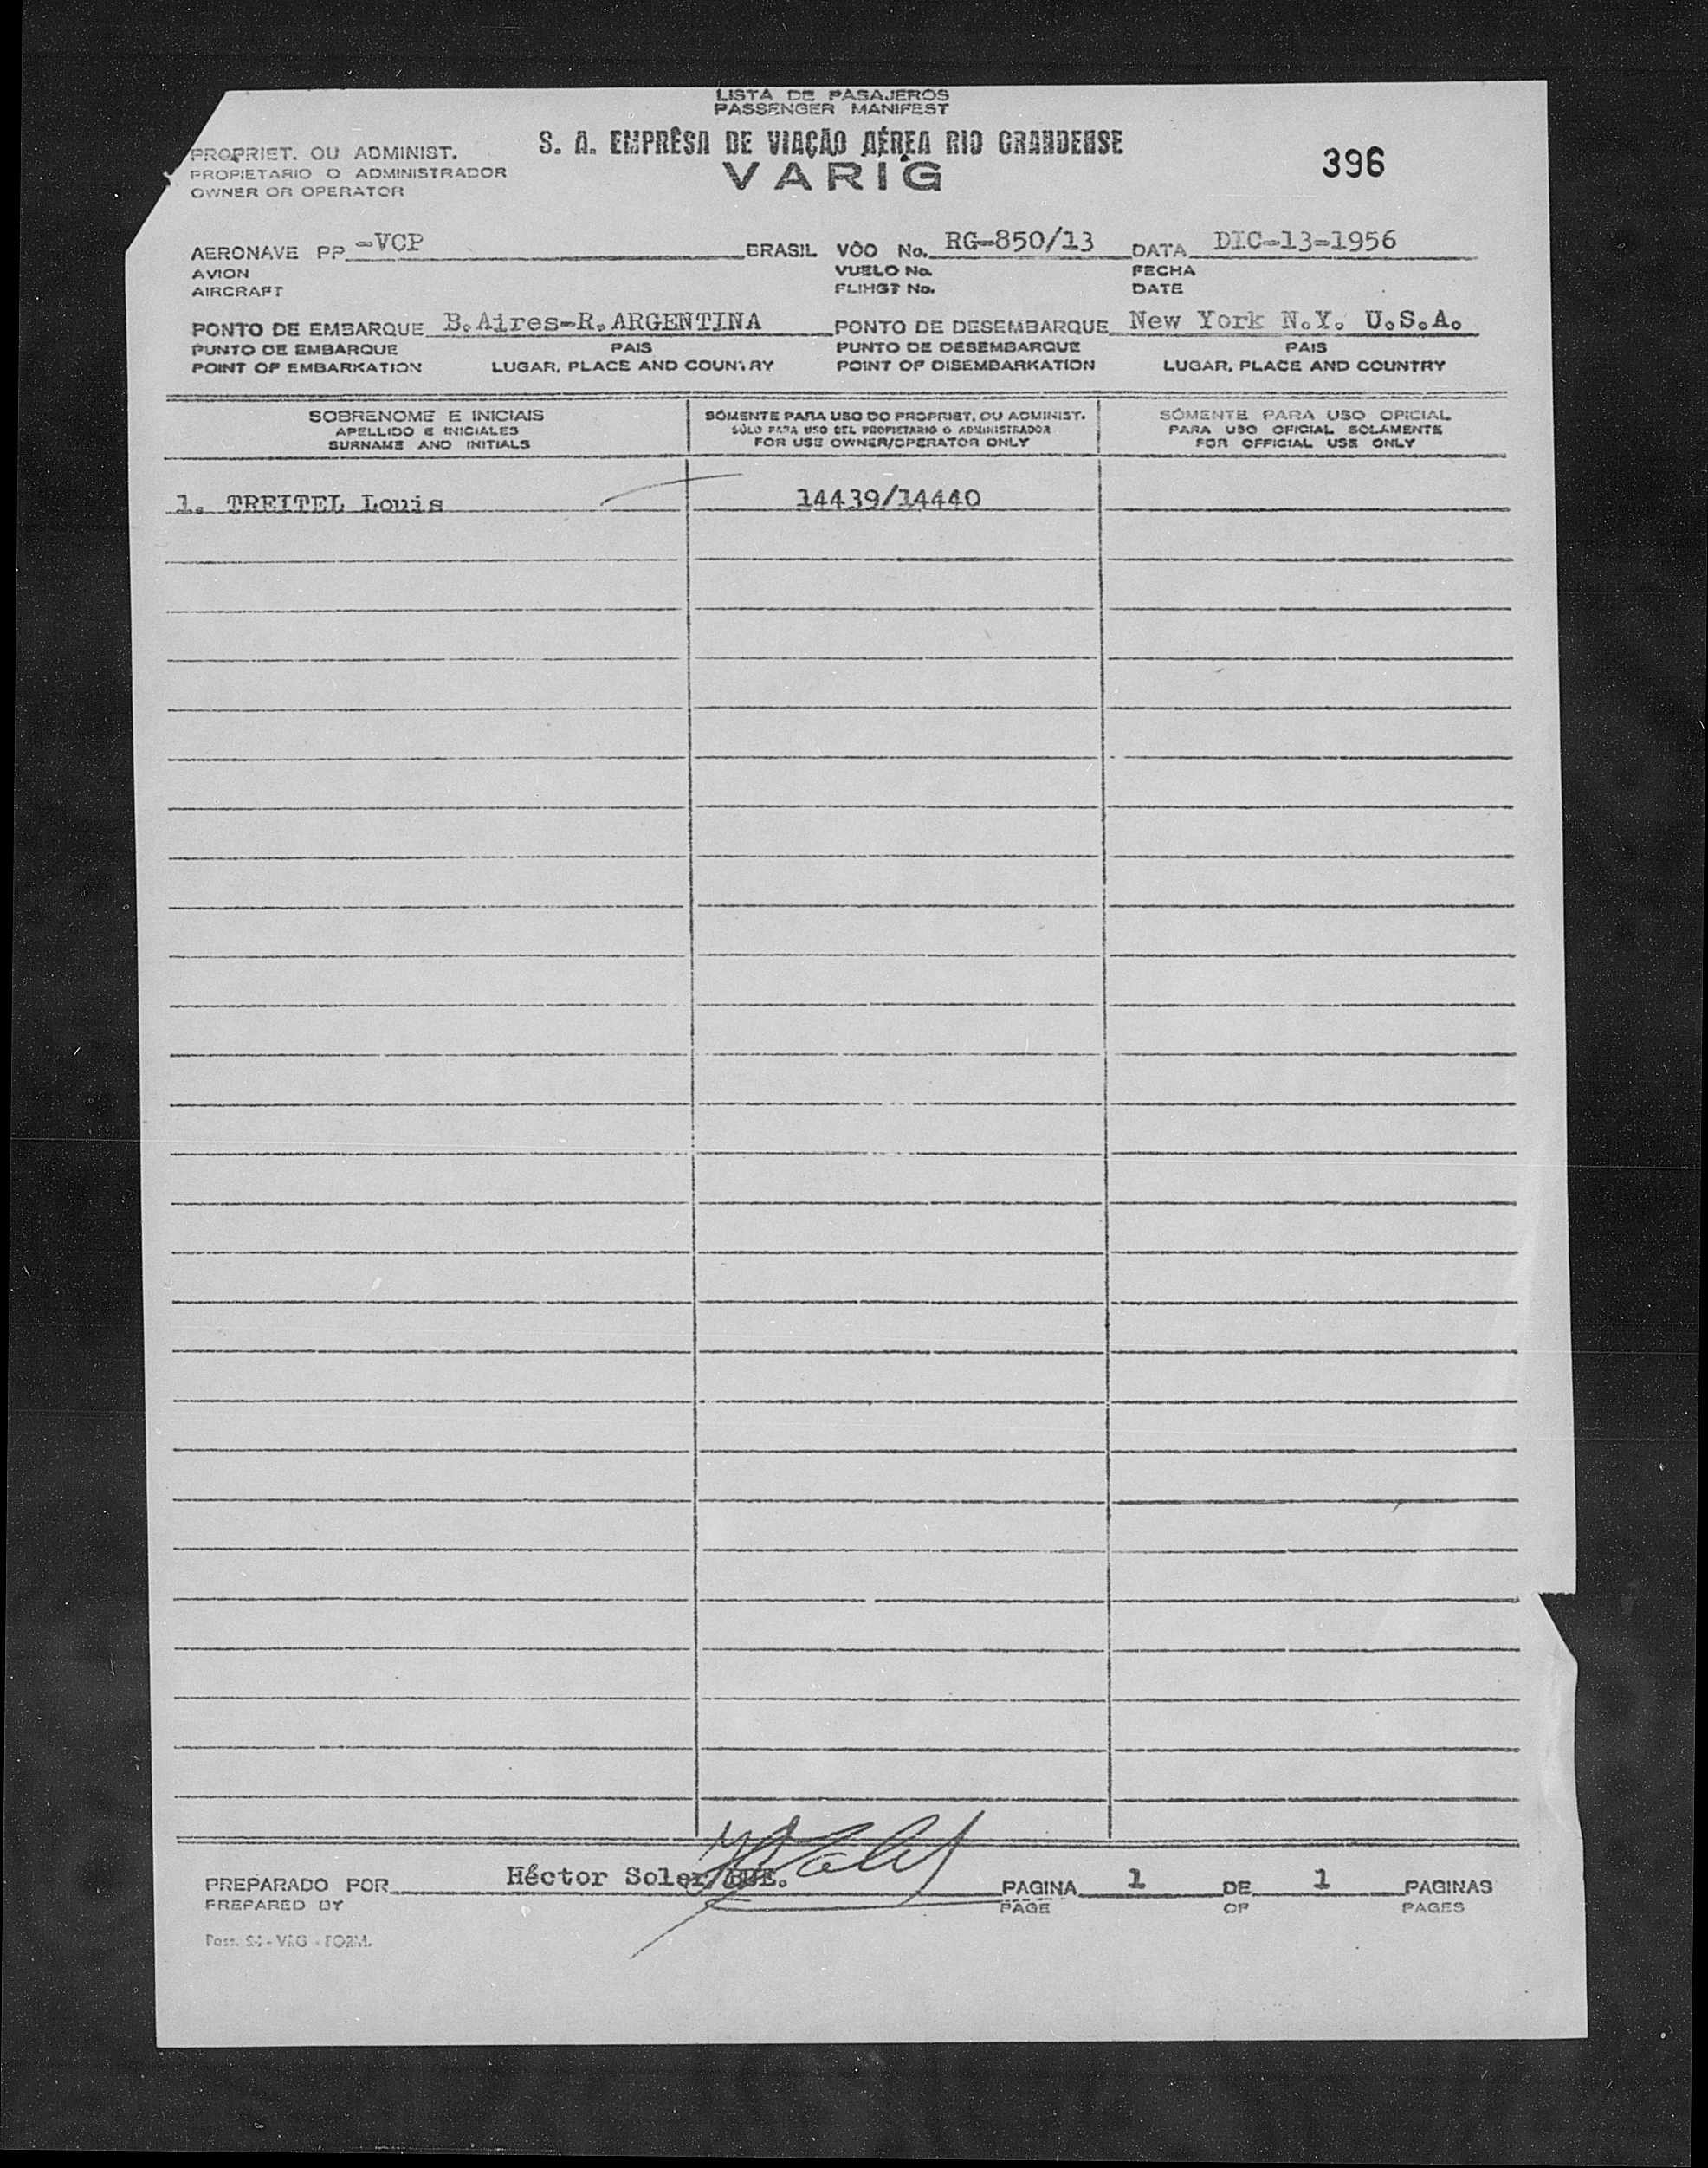 LISTA DE PASAJEROS
PASSENGER MANIFEST
S. A. EMPRÊSA DE VIAÇÃO AÉREA RIO GRANDENSE
VARIG
396
PROPRIET. OU ADMINIST.
PROPIETARIO O ADMINISTRADOR
OWNER OR OPERATOR
AERONAVE PP -VCP BRASIL VÔO No. RG-850/13 DATA DIC-13-1956
AVION VUELO No. FECHA
AIRCRAFT FLIHGT No. DATE
PONTO DE EMBARQUE B.Aires-R.ARGENTINA PONTO DE DESEMBARQUE New York N.Y. U.S.A.
PUNTO DE EMBARQUE PAIS PUNTO DE DESEMBARQUE PAIS
POINT OF EMBARKATION LUGAR, PLACE AND COUNTRY POINT OF DISEMBARKATION LUGAR, PLACE AND COUNTRY
SOBRENOME E INICIAIS SÓMENTE PARA USO DO PROPRIET. OU ADMINIST. SÓMENTE PARA USO OFICIAL
APELLIDO E INICIALES SÓLO PARA USO DEL PROPIETARIO O ADMINISTRADOR PARA USO OFICIAL SOLAMENTE
SURNAME AND INITIALS FOR USE OWNER/OPERATOR ONLY FOR OFFICIAL USE ONLY
1. TREITEL Louis 14439/14440
PREPARADO POR Héctor Soler/BUE. PAGINA 1 DE 1 PAGINAS
PREPARED BY PAGE OF PAGES
FORM.